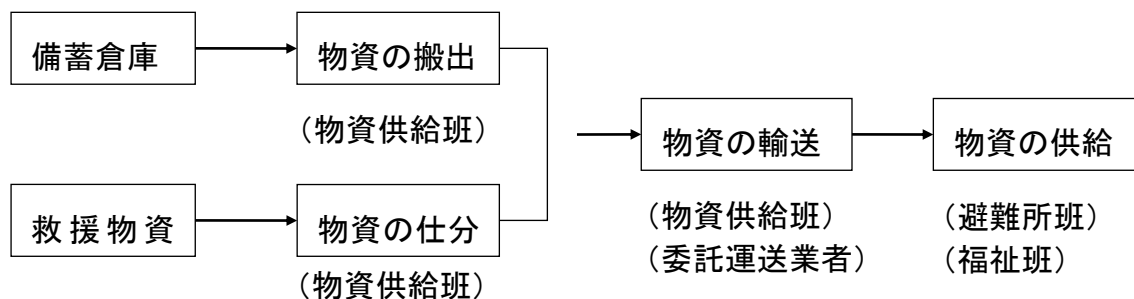 備蓄倉庫
物資の搬出
（物資供給班）
救援物資
物資の仕分
（物資供給班）
物資の輸送
（物資供給班）
（委託運送業者）
物資の供給
（避難所班）
（福祉班）